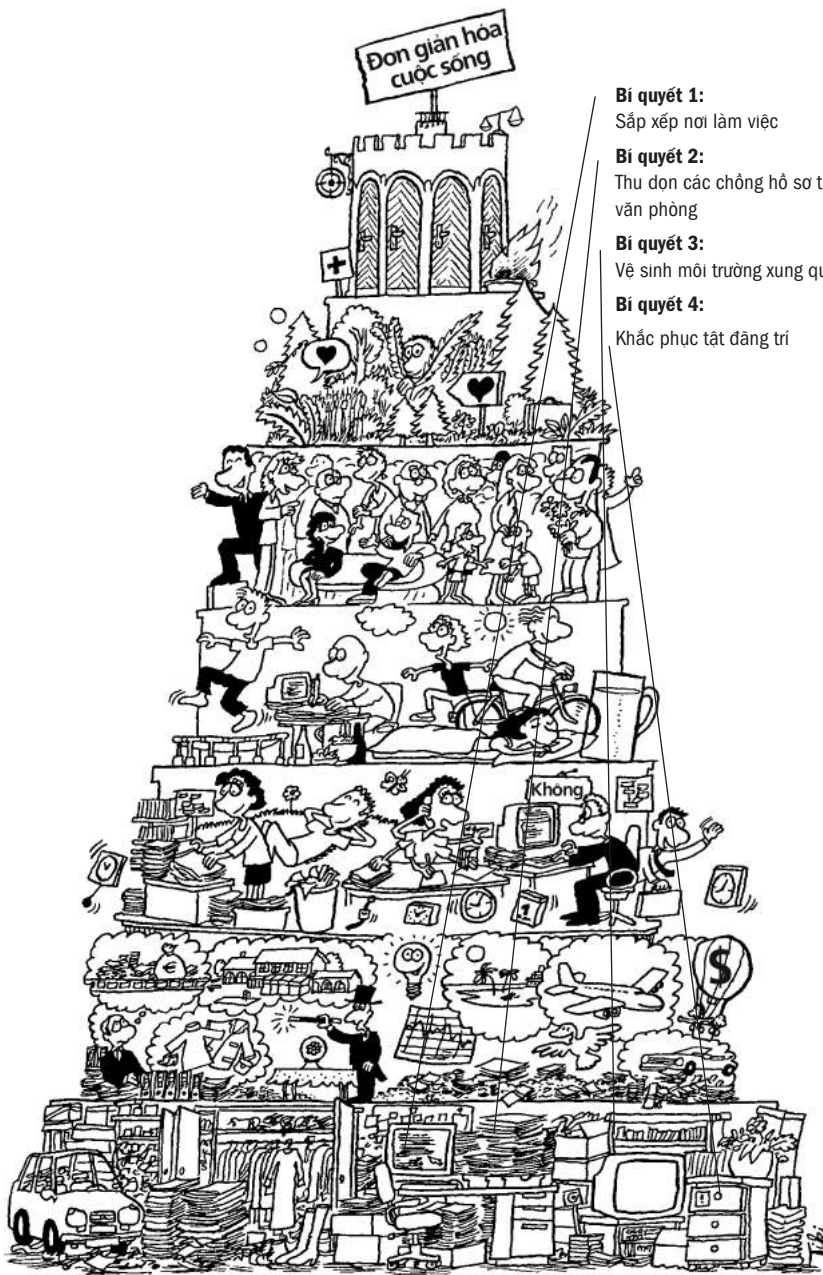 Đơn giản hóa
cuộc sống
Bí quyết 1:
Sắp xếp nơi làm việc
Bí quyết 2:
Thu dọn các chồng hồ sơ t
văn phòng
Bí quyết 3:
Vệ sinh môi trường xung qu
Bí quyết 4:
Khắc phục tật đãng trí
Không
1
€
$